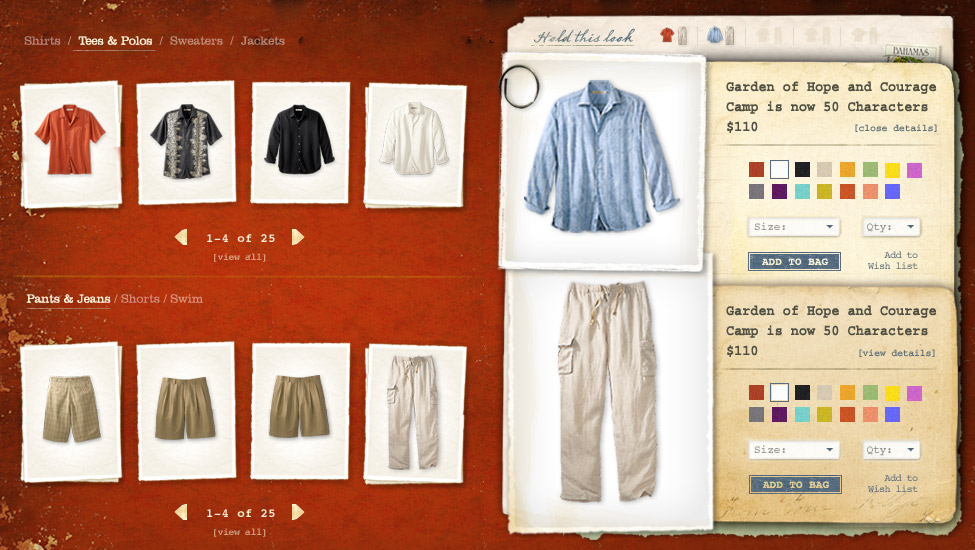 Shirts / Tees & Polos / Sweaters / Jackets
1-4 of 25
[view all]
Pants & Jeans / Shorts / Swim
1-4 of 25
[view all]
Hold this look
BAHAMAS
Garden of Hope and Courage
Camp is now 50 Characters
$110 [close details]
Size: Qty:
ADD TO BAG Add to
Wish list
Garden of Hope and Courage
Camp is now 50 Characters
$110 [view details]
Size: Qty:
ADD TO BAG Add to
Wish list